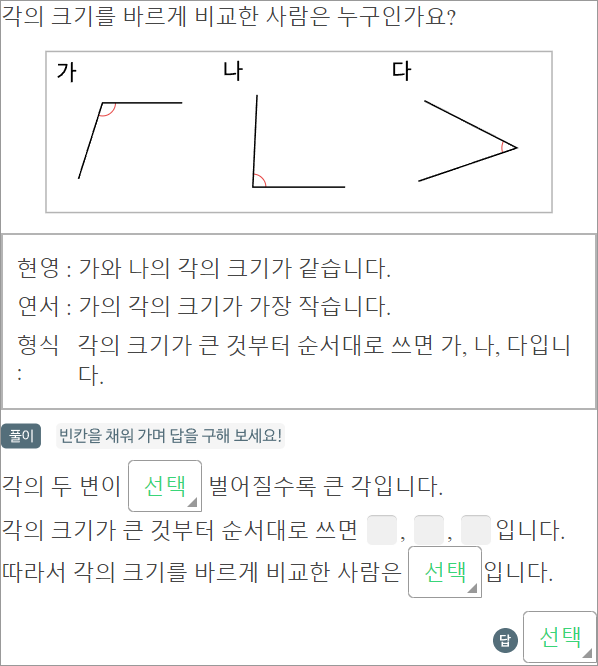 각의 크기를 바르게 비교한 사람은 누구인가요?
가 나 다
현영 : 가와 나의 각의 크기가 같습니다.
연서 : 가의 각의 크기가 가장 작습니다.
형식 : 각의 크기가 큰 것부터 순서대로 쓰면 가, 나, 다입니
다.
풀이 빈칸을 채워 가며 답을 구해 보세요!
각의 두 변이 선택 벌어질수록 큰 각입니다.
각의 크기가 큰 것부터 순서대로 쓰면 , , 입니다.
따라서 각의 크기를 바르게 비교한 사람은 선택 입니다.
답 선택